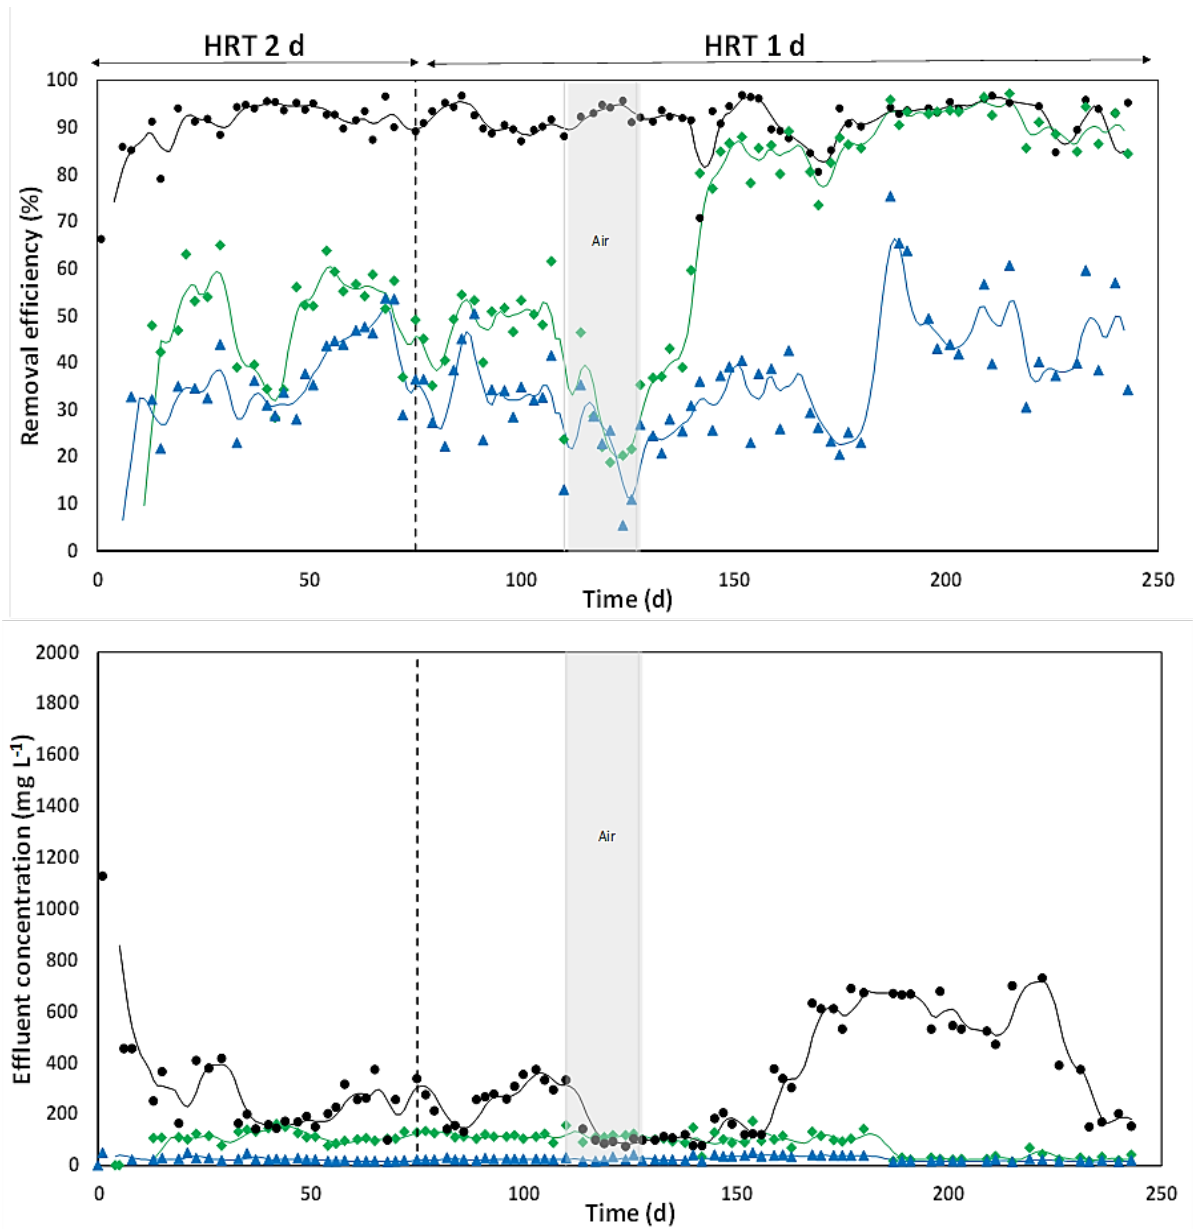 HRT 2 d
HRT 1 d
Removal efficiency (%)
100
90
80
70
60
50
40
30
20
10
0
Air
0 50 100 150 200 250
Time (d)
Effluent concentration (mg L-1)
2000
1800
1600
1400
1200
1000
800
600
400
200
0
Air
0 50 100 150 200 250
Time (d)